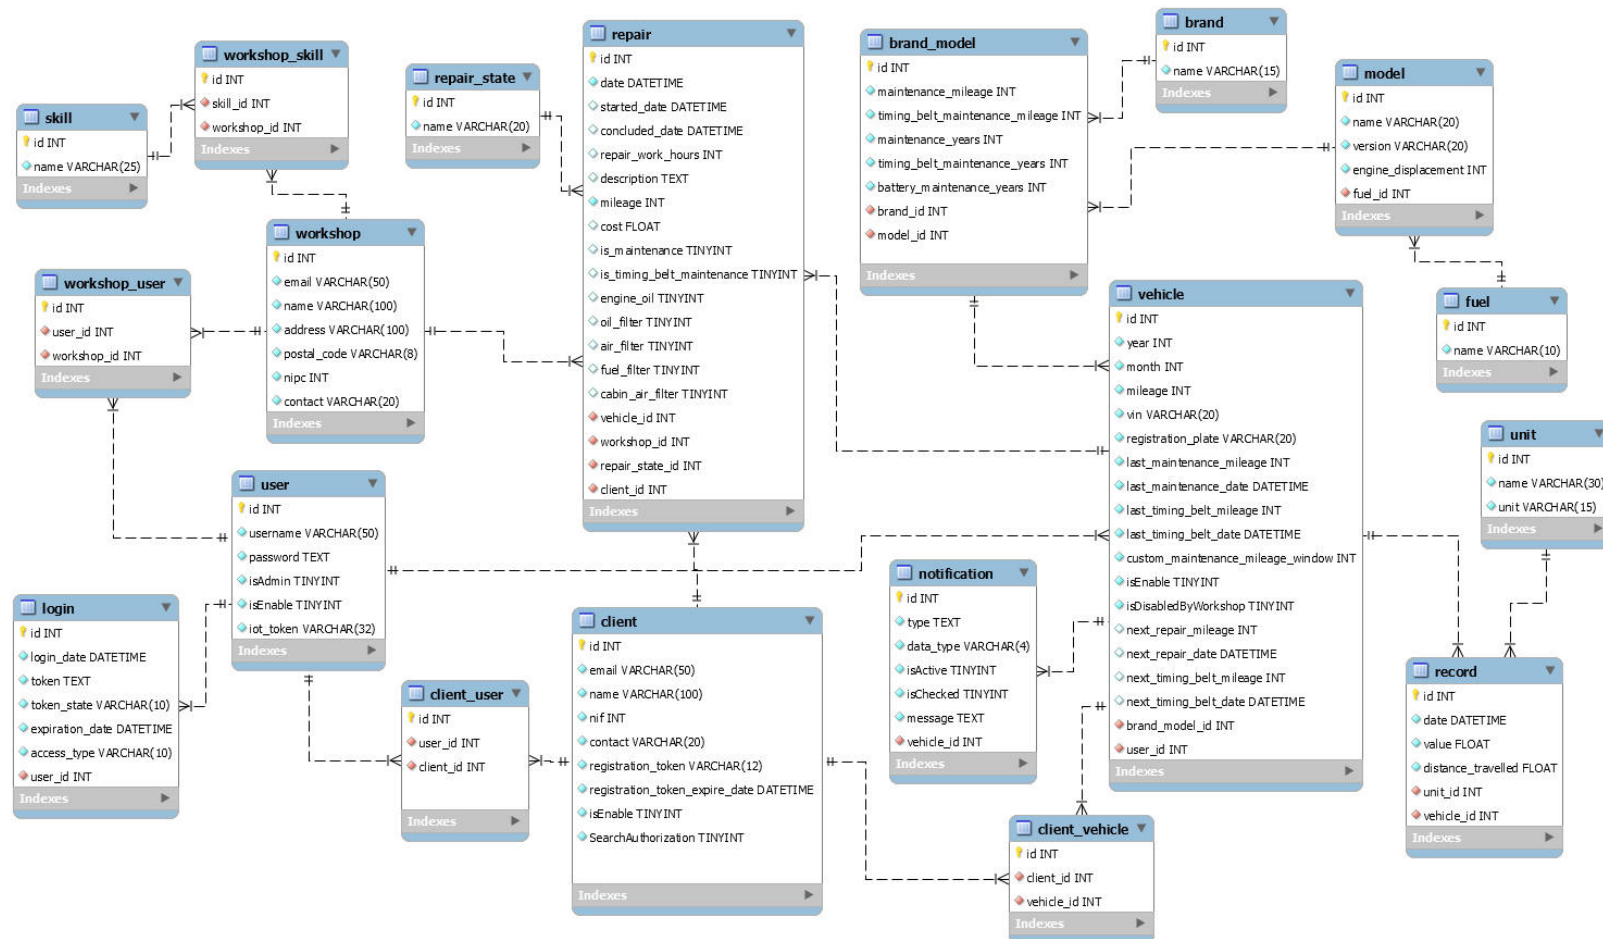 skill
id INT
name VARCHAR(25)
Indexes
workshop_skill
id INT
skill_id INT
workshop_id INT
Indexes
repair_state
id INT
name VARCHAR(20)
Indexes
repair
id INT
date DATETIME
started_date DATETIME
concluded_date DATETIME
repair_work_hours INT
description TEXT
mileage INT
cost FLOAT
is_maintenance TINYINT
is_timing_belt_maintenance TINYINT
engine_oil TINYINT
oil_filter TINYINT
air_filter TINYINT
fuel_filter TINYINT
cabin_air_filter TINYINT
vehicle_id INT
workshop_id INT
repair_state_id INT
client_id INT
Indexes
brand_model
id INT
maintenance_mileage INT
timing_belt_maintenance_mileage INT
maintenance_years INT
timing_belt_maintenance_years INT
battery_maintenance_years INT
brand_id INT
model_id INT
Indexes
brand
id INT
name VARCHAR(15)
Indexes
model
id INT
name VARCHAR(20)
version VARCHAR(20)
engine_displacement INT
fuel_id INT
Indexes
workshop
id INT
email VARCHAR(50)
name VARCHAR(100)
address VARCHAR(100)
postal_code VARCHAR(8)
nipc INT
contact VARCHAR(20)
Indexes
workshop_user
id INT
user_id INT
workshop_id INT
Indexes
vehicle
id INT
year INT
month INT
mileage INT
vin VARCHAR(20)
registration_plate VARCHAR(20)
last_maintenance_mileage INT
last_maintenance_date DATETIME
last_timing_belt_mileage INT
last_timing_belt_date DATETIME
custom_maintenance_mileage_window INT
isEnable TINYINT
isDisabledByWorkshop TINYINT
next_repair_mileage INT
next_repair_date DATETIME
next_timing_belt_mileage INT
next_timing_belt_date DATETIME
brand_model_id INT
user_id INT
Indexes
fuel
id INT
name VARCHAR(10)
Indexes
unit
id INT
name VARCHAR(30)
unit VARCHAR(15)
Indexes
user
id INT
username VARCHAR(50)
password TEXT
isAdmin TINYINT
isEnable TINYINT
iot_token VARCHAR(32)
Indexes
login
id INT
login_date DATETIME
token TEXT
token_state VARCHAR(10)
expiration_date DATETIME
access_type VARCHAR(10)
user_id INT
Indexes
client_user
id INT
user_id INT
client_id INT
Indexes
client
id INT
email VARCHAR(50)
name VARCHAR(100)
nif INT
contact VARCHAR(20)
registration_token VARCHAR(12)
registration_token_expire_date DATETIME
isEnable TINYINT
SearchAuthorization TINYINT
Indexes
notification
id INT
type TEXT
data_type VARCHAR(4)
isActive TINYINT
isChecked TINYINT
message TEXT
vehicle_id INT
Indexes
client_vehicle
id INT
client_id INT
vehicle_id INT
Indexes
record
id INT
date DATETIME
value FLOAT
distance_travelled FLOAT
unit_id INT
vehicle_id INT
Indexes